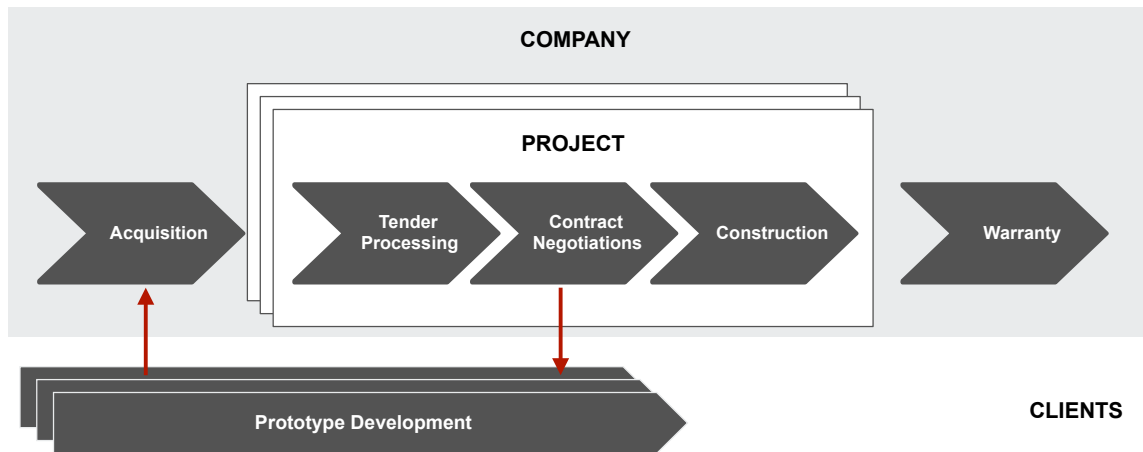 COMPANY
PROJECT
Acquisition
Tender
Processing
Contract
Negotiations
Construction
Warranty
Prototype Development
CLIENTS